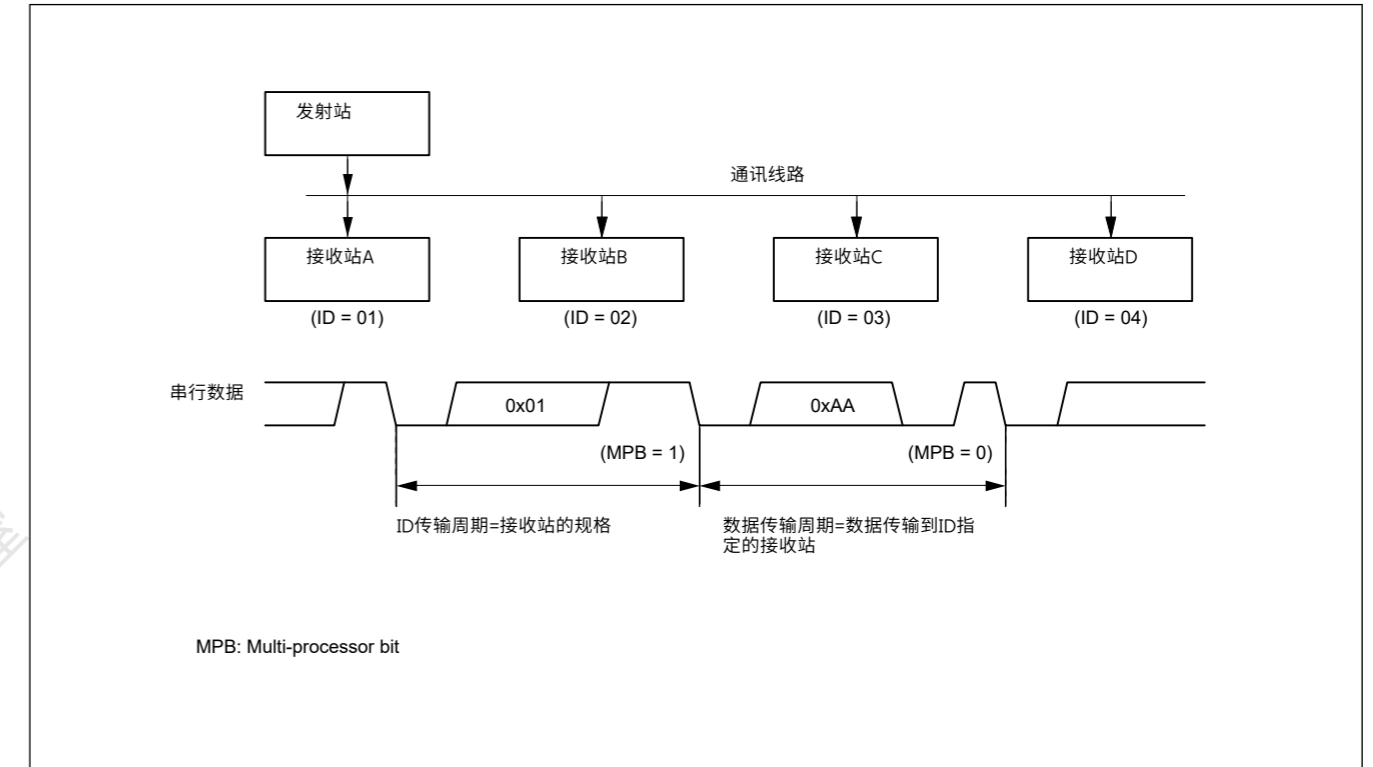 发射站
通讯线路
接收站A
接收站B
接收站C
接收站D
(ID = 01)
(ID = 02)
(ID = 03)
(ID = 04)
串行数据
0x01
0xAA
(MPB = 1)
(MPB = 0)
ID传输周期=接收站的规格
数据传输周期=数据传输到ID指
定的接收站
MPB: Multi-processor bit